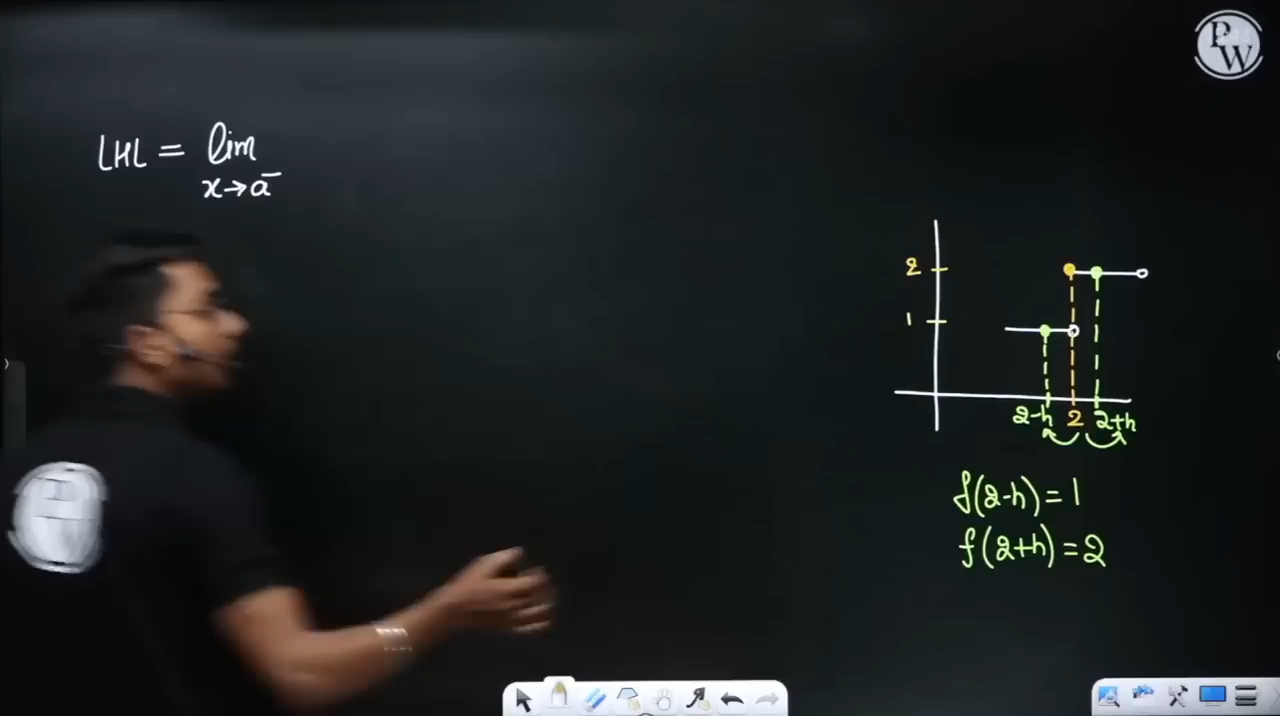 PW
LHL = lim
x→a⁻
2
1
2-h 2 2+h
f(2-h) = 1
f(2+h) = 2